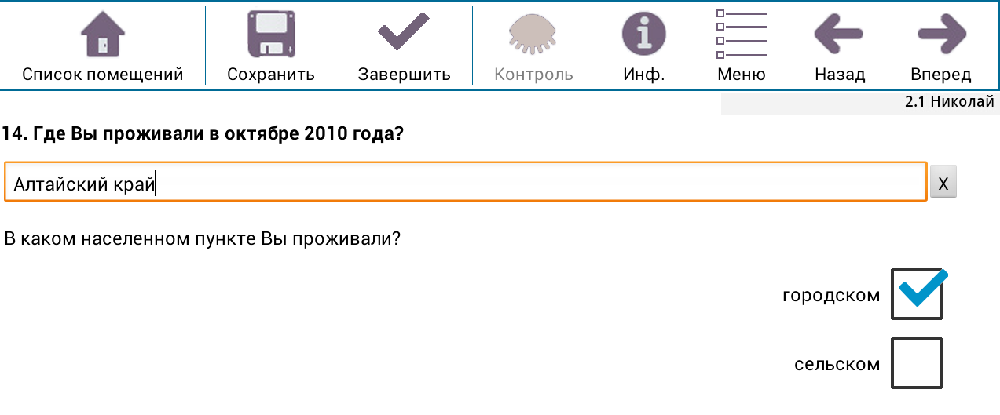 Список помещений Сохранить Завершить Контроль Инф. Меню Назад Вперед
2.1 Николай
14. Где Вы проживали в октябре 2010 года?
Алтайский край X
В каком населенном пункте Вы проживали?
городском
сельском